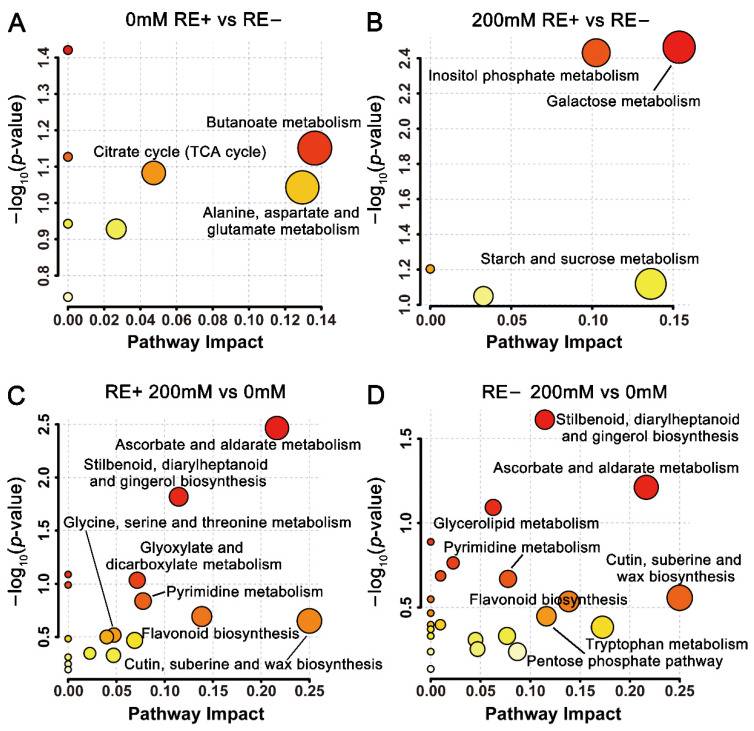 A
0mM RE+ vs RE−
−log10(p-value)
1.4
1.3
1.2
1.1
1.0
0.9
0.8
Butanoate metabolism
Citrate cycle (TCA cycle)
Alanine, aspartate and
glutamate metabolism
0.00 0.02 0.04 0.06 0.08 0.10 0.12 0.14
Pathway Impact
B
200mM RE+ vs RE−
−log10(p-value)
2.4
2.2
2.0
1.8
1.6
1.4
1.2
1.0
Inositol phosphate metabolism
Galactose metabolism
Starch and sucrose metabolism
0.00 0.05 0.10 0.15
Pathway Impact
C
RE+ 200mM vs 0mM
−log10(p-value)
2.5
2.0
1.5
1.0
0.5
Ascorbate and aldarate metabolism
Stilbenoid, diarylheptanoid
and gingerol biosynthesis
Glycine, serine and threonine metabolism
Glyoxylate and
dicarboxylate metabolism
Pyrimidine metabolism
Flavonoid biosynthesis
Cutin, suberine and wax biosynthesis
0.00 0.05 0.10 0.15 0.20 0.25
Pathway Impact
D
RE− 200mM vs 0mM
−log10(p-value)
1.5
1.0
0.5
Stilbenoid, diarylheptanoid
and gingerol biosynthesis
Ascorbate and aldarate metabolism
Glycerolipid metabolism
Pyrimidine metabolism
Cutin, suberine and
wax biosynthesis
Flavonoid biosynthesis
Tryptophan metabolism
Pentose phosphate pathway
0.00 0.05 0.10 0.15 0.20 0.25
Pathway Impact